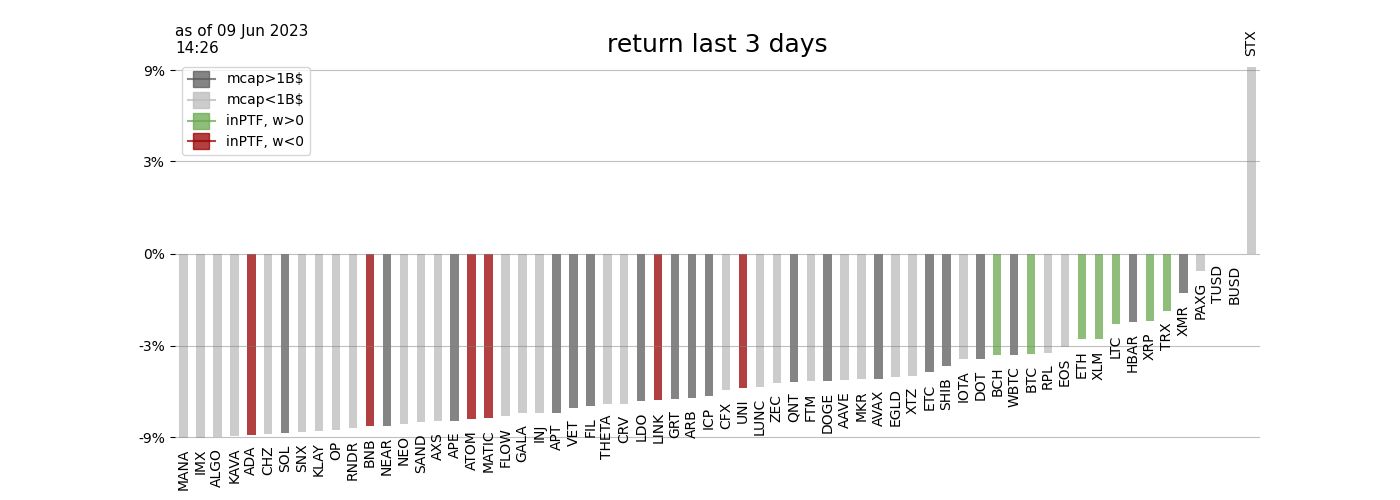 as of 09 Jun 2023
14:26
return last 3 days
STX
9%
3%
0%
-3%
-9%
mcap>1B$
mcap<1B$
inPTF, w>0
inPTF, w<0
MANA
IMX
ALGO
KAVA
ADA
CHZ
SOL
SNX
KLAY
OP
RNDR
BNB
NEAR
NEO
SAND
AXS
APE
ATOM
MATIC
FLOW
GALA
INJ
APT
VET
FIL
THETA
CRV
LDO
LINK
GRT
ARB
ICP
CFX
UNI
LUNC
ZEC
QNT
FTM
DOGE
AAVE
MKR
AVAX
EGLD
XTZ
ETC
SHIB
IOTA
DOT
BCH
WBTC
BTC
RPL
EOS
ETH
XLM
LTC
HBAR
XRP
TRX
XMR
PAXG
TUSD
BUSD